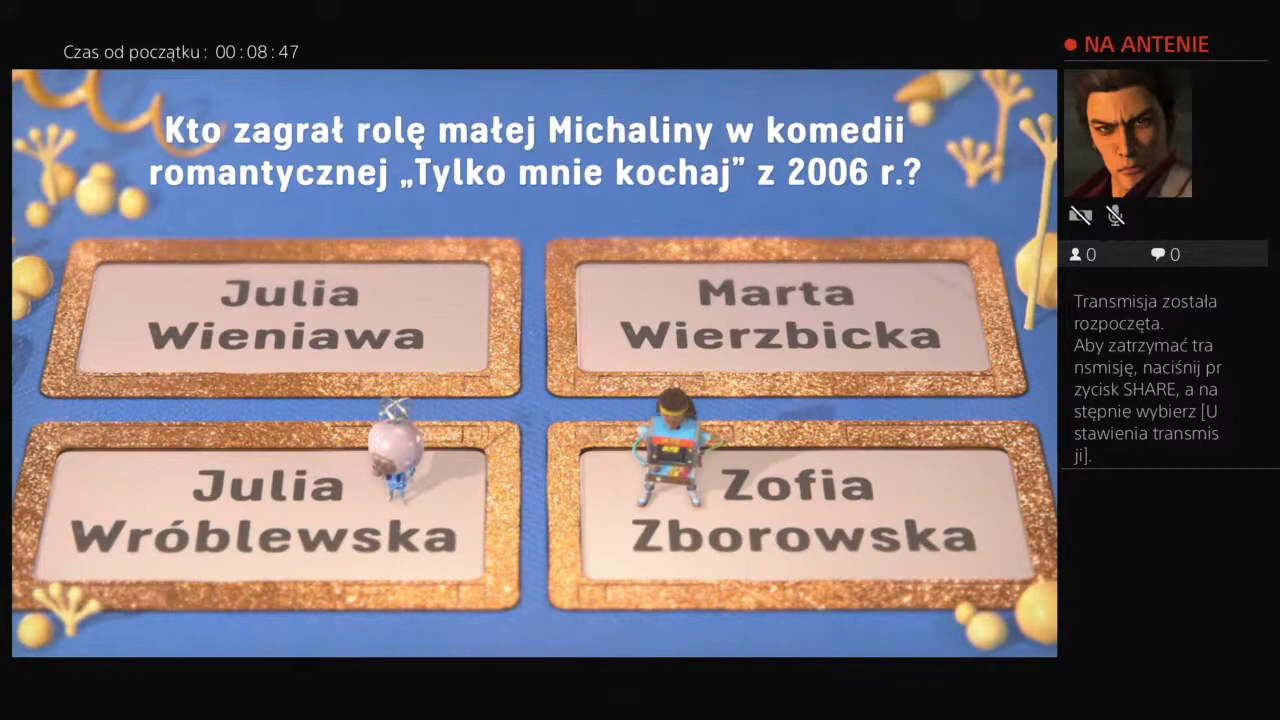 Czas od początku: 00:08:47
NA ANTENIE
Kto zagrał rolę małej Michaliny w komedii
romantycznej „Tylko mnie kochaj” z 2006 r.?
Julia
Wieniawa
Marta
Wierzbicka
Julia
Wróblewska
Zofia
Zborowska
0
0
Transmisja została
rozpoczęta.
Aby zatrzymać tra
nsmisję, naciśnij pr
zycisk SHARE, a na
stępnie wybierz [U
stawienia transmis
ji].